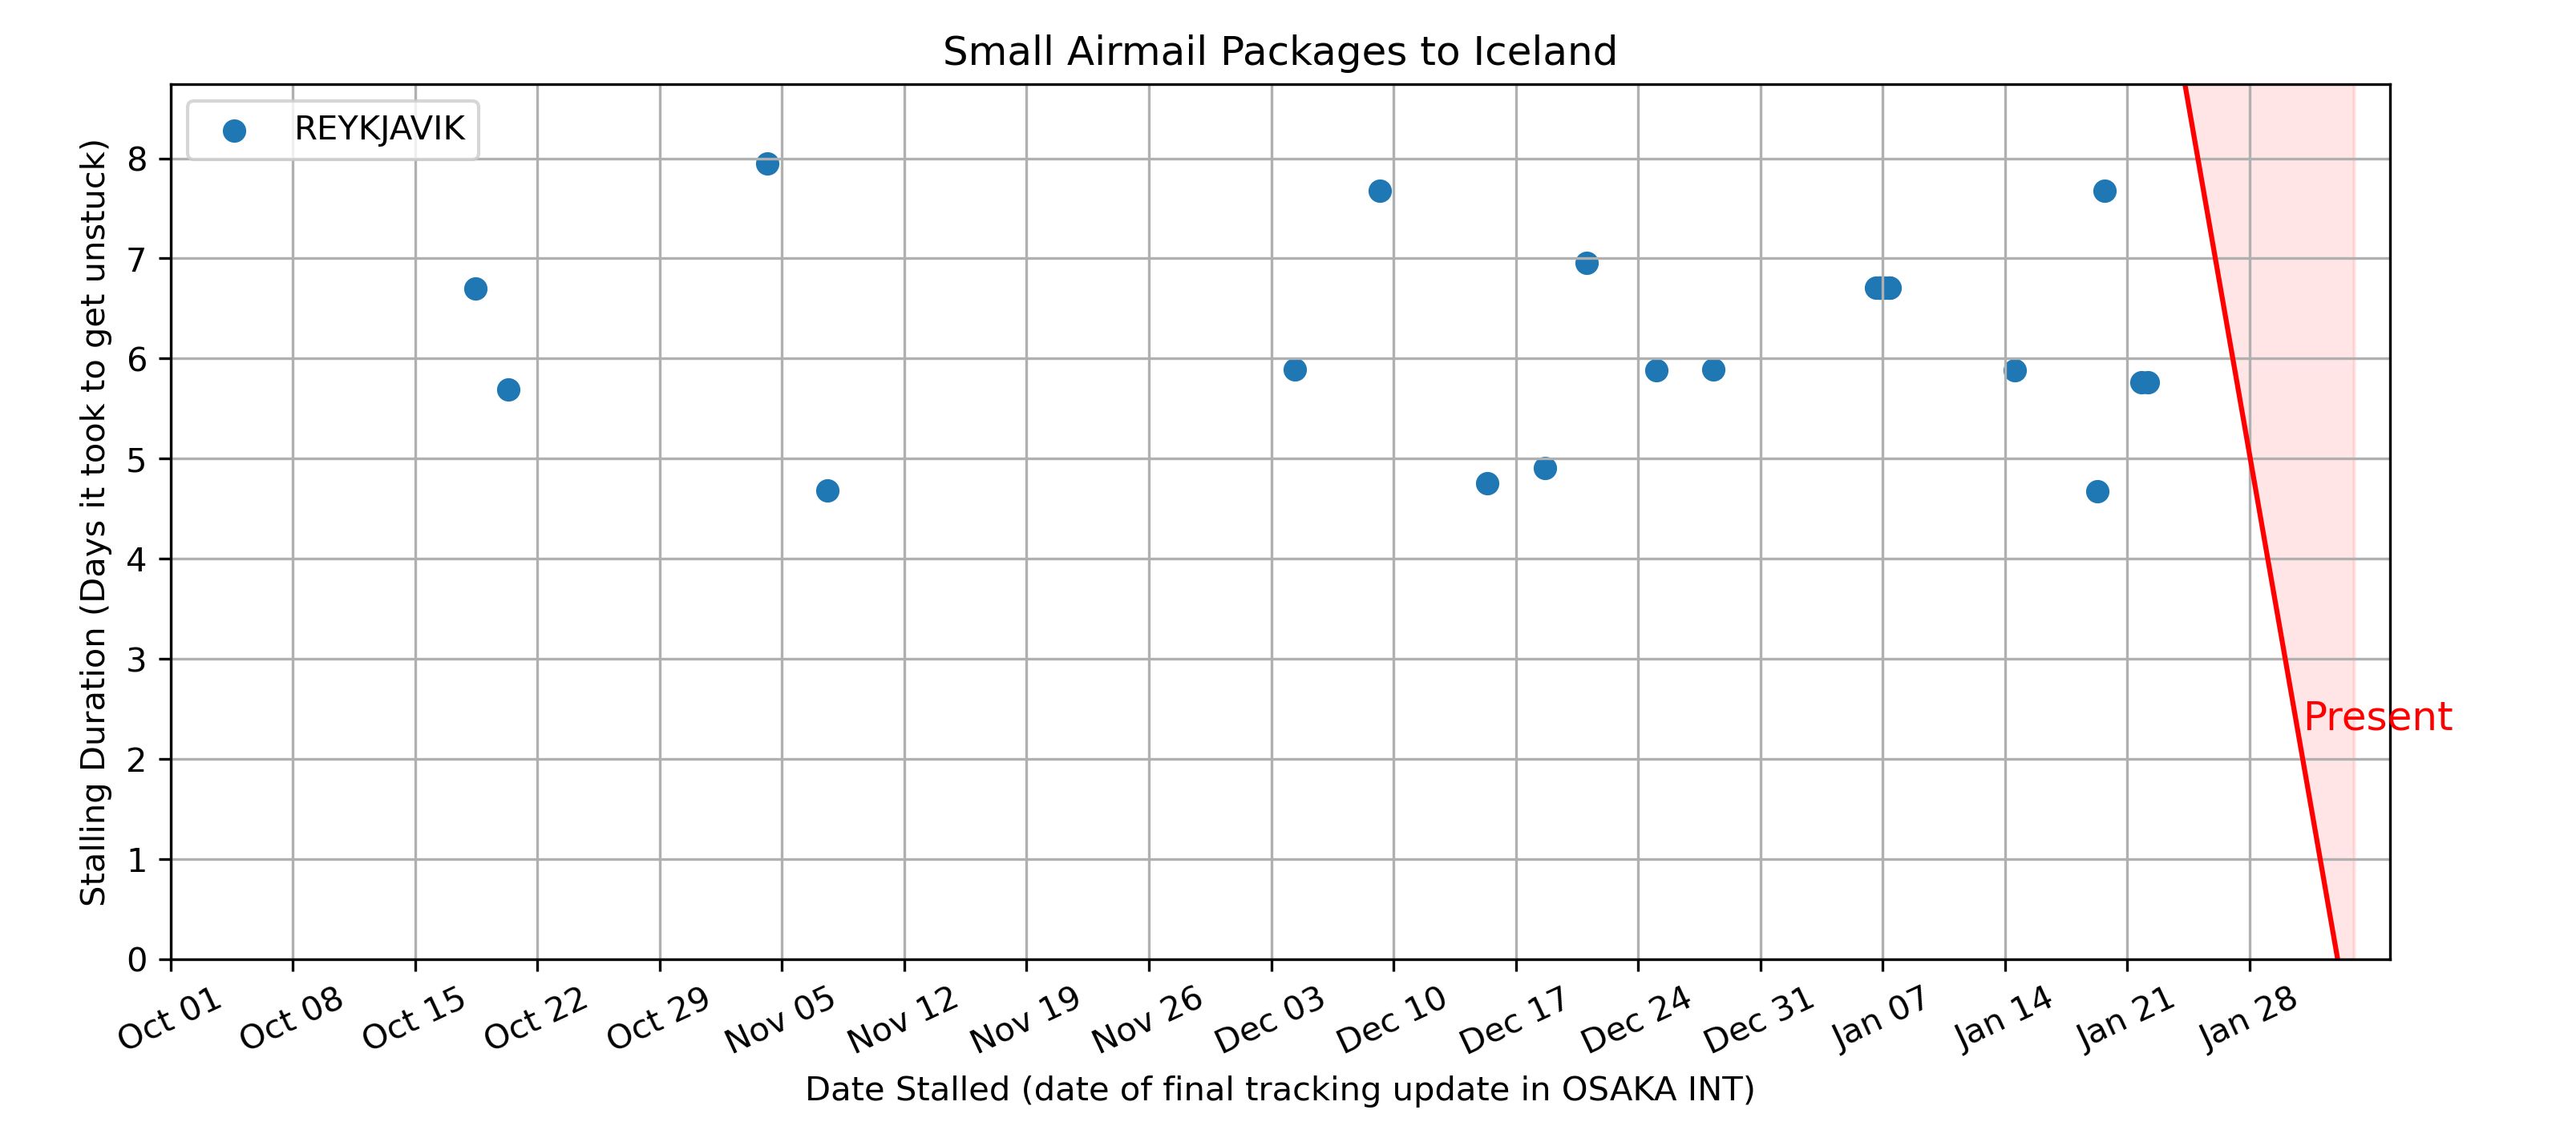 Small Airmail Packages to Iceland
REYKJAVIK
Stalling Duration (Days it took to get unstuck)
8
7
6
5
4
3
2
1
0
Present
Oct 01
Oct 08
Oct 15
Oct 22
Oct 29
Nov 05
Nov 12
Nov 19
Nov 26
Dec 03
Dec 10
Dec 17
Dec 24
Dec 31
Jan 07
Jan 14
Jan 21
Jan 28
Date Stalled (date of final tracking update in OSAKA INT)